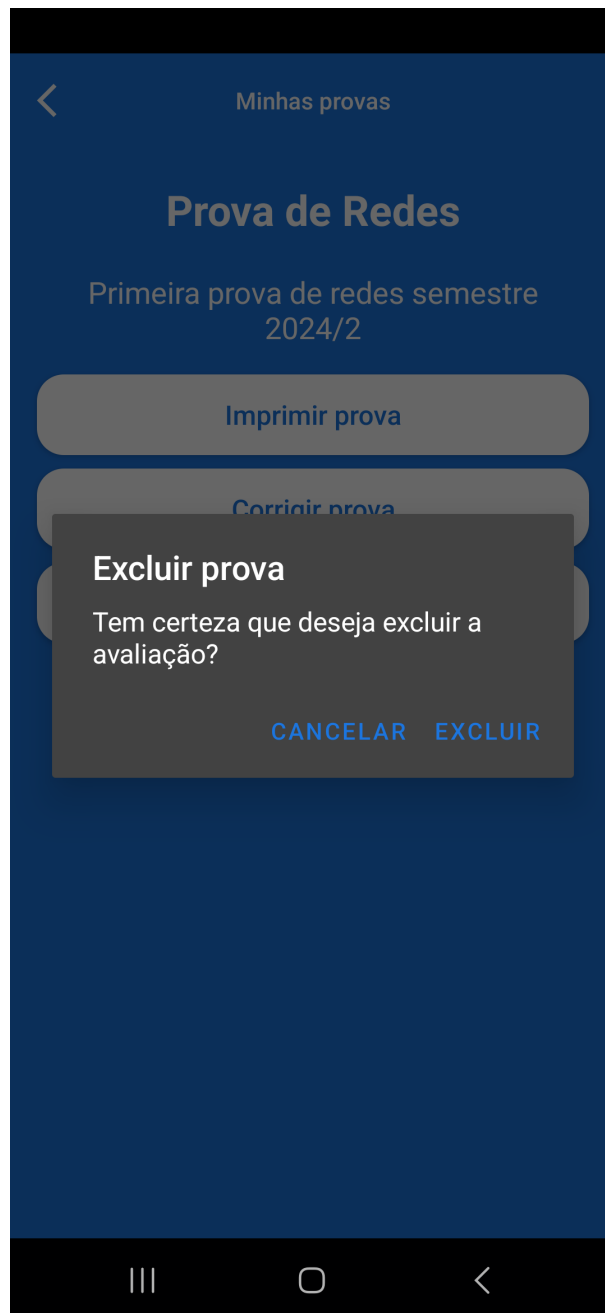 Minhas provas
Prova de Redes
Primeira prova de redes semestre
2024/2
Imprimir prova
Corrigir prova
Excluir prova
Tem certeza que deseja excluir a
avaliação?
CANCELAR EXCLUIR